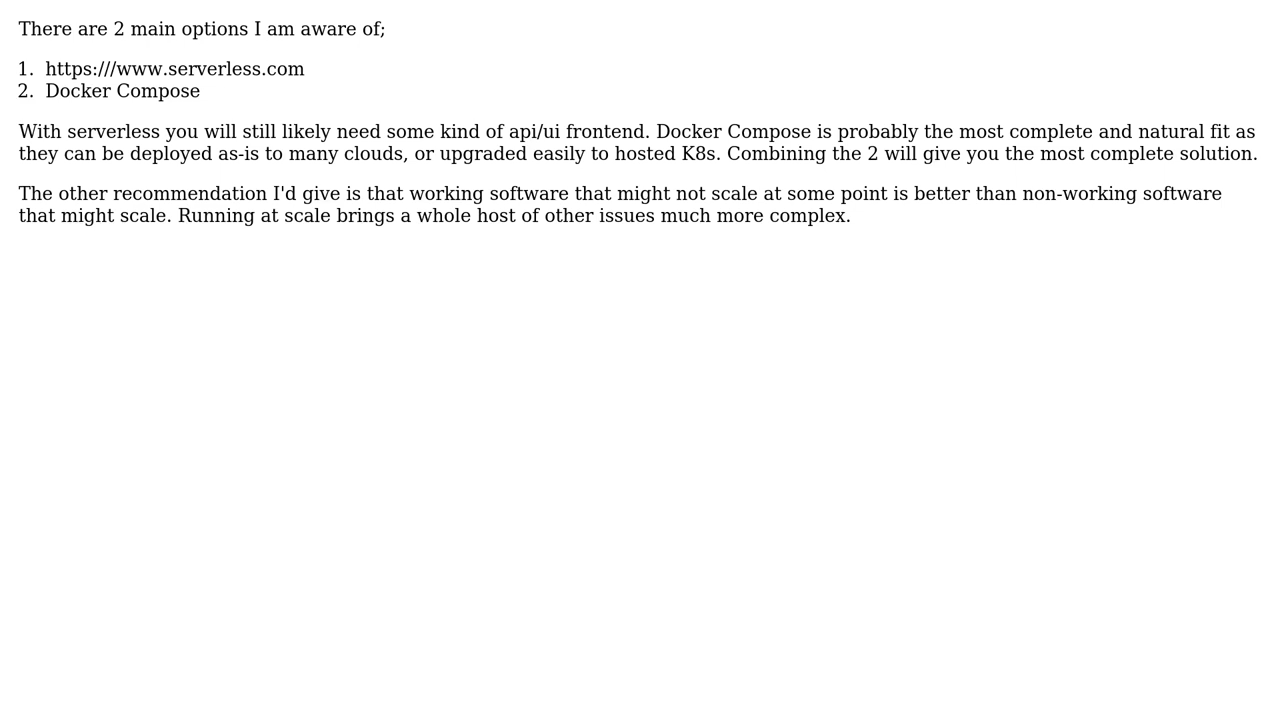 There are 2 main options I am aware of;
1. https:///www.serverless.com
2. Docker Compose
With serverless you will still likely need some kind of api/ui frontend. Docker Compose is probably the most complete and natural fit as
they can be deployed as-is to many clouds, or upgraded easily to hosted K8s. Combining the 2 will give you the most complete solution.
The other recommendation I'd give is that working software that might not scale at some point is better than non-working software
that might scale. Running at scale brings a whole host of other issues much more complex.